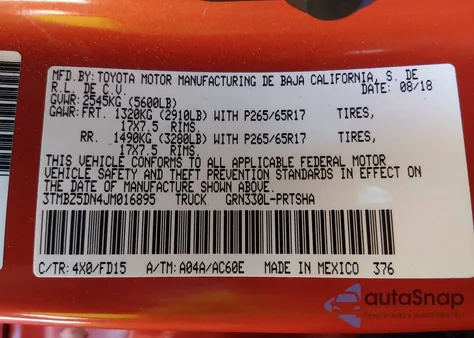 MFD.BY:TOYOTA MOTOR MANUFACTURING DE BAJA CALIFORNIA, S. DE
R.L. DE C.V. DATE: 08/18
GVWR: 2545KG (5600LB)
GAWR:FRT. 1320KG (2910LB) WITH P265/65R17 TIRES,
17X7.5 RIMS.
RR. 1490KG (3280LB) WITH P265/65R17 TIRES,
17X7.5 RIMS.
THIS VEHICLE CONFORMS TO ALL APPLICABLE FEDERAL MOTOR
VEHICLE SAFETY AND THEFT PREVENTION STANDARDS IN EFFECT ON
THE DATE OF MANUFACTURE SHOWN ABOVE.
3TMBZ5DN4JM016895 TRUCK GRN330L-PRTSHA
C/TR: 4X0/FD15 A/TM: A04A/AC60E MADE IN MEXICO 376
autoSnap